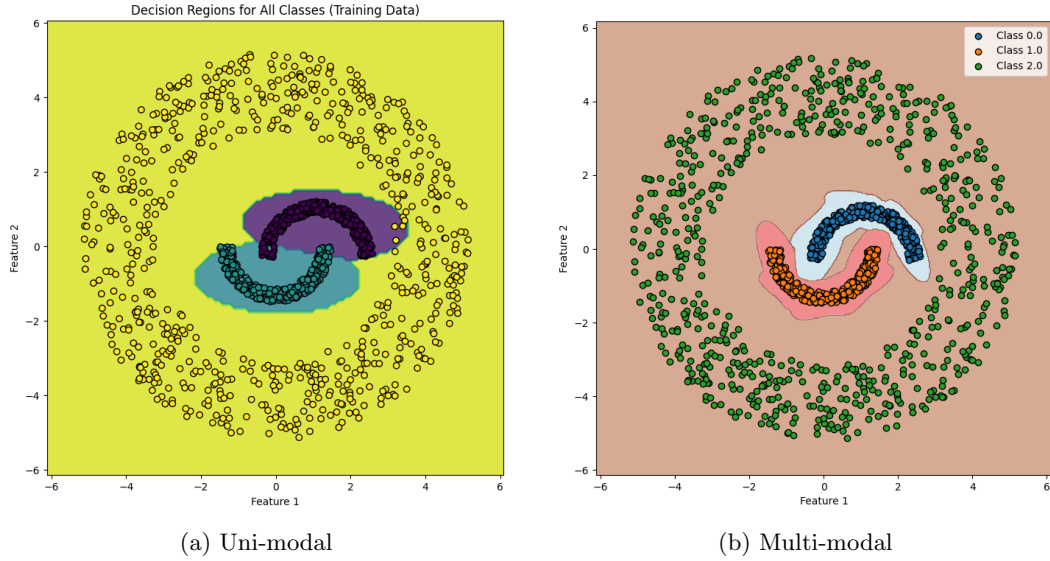 Decision Regions for All Classes (Training Data)
6
4
2
0
−2
−4
−6
Feature 2
−6 −4 −2 0 2 4 6
Feature 1
(a) Uni-modal
Class 0.0
Class 1.0
Class 2.0
6
4
2
0
−2
−4
−6
Feature 2
−6 −4 −2 0 2 4 6
Feature 1
(b) Multi-modal